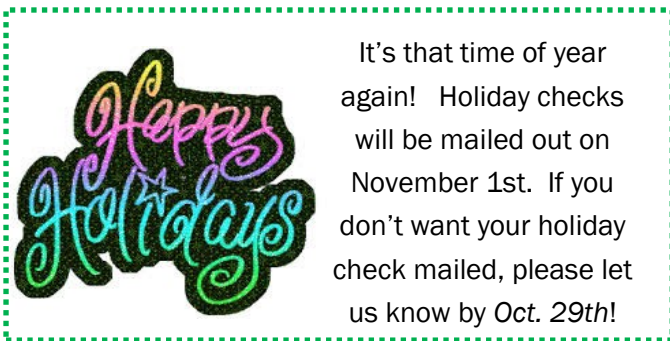 Happy
Holidays
It’s that time of year
again!   Holiday checks
will be mailed out on
November 1st.  If you
don’t want your holiday
check mailed, please let
us know by Oct. 29th!